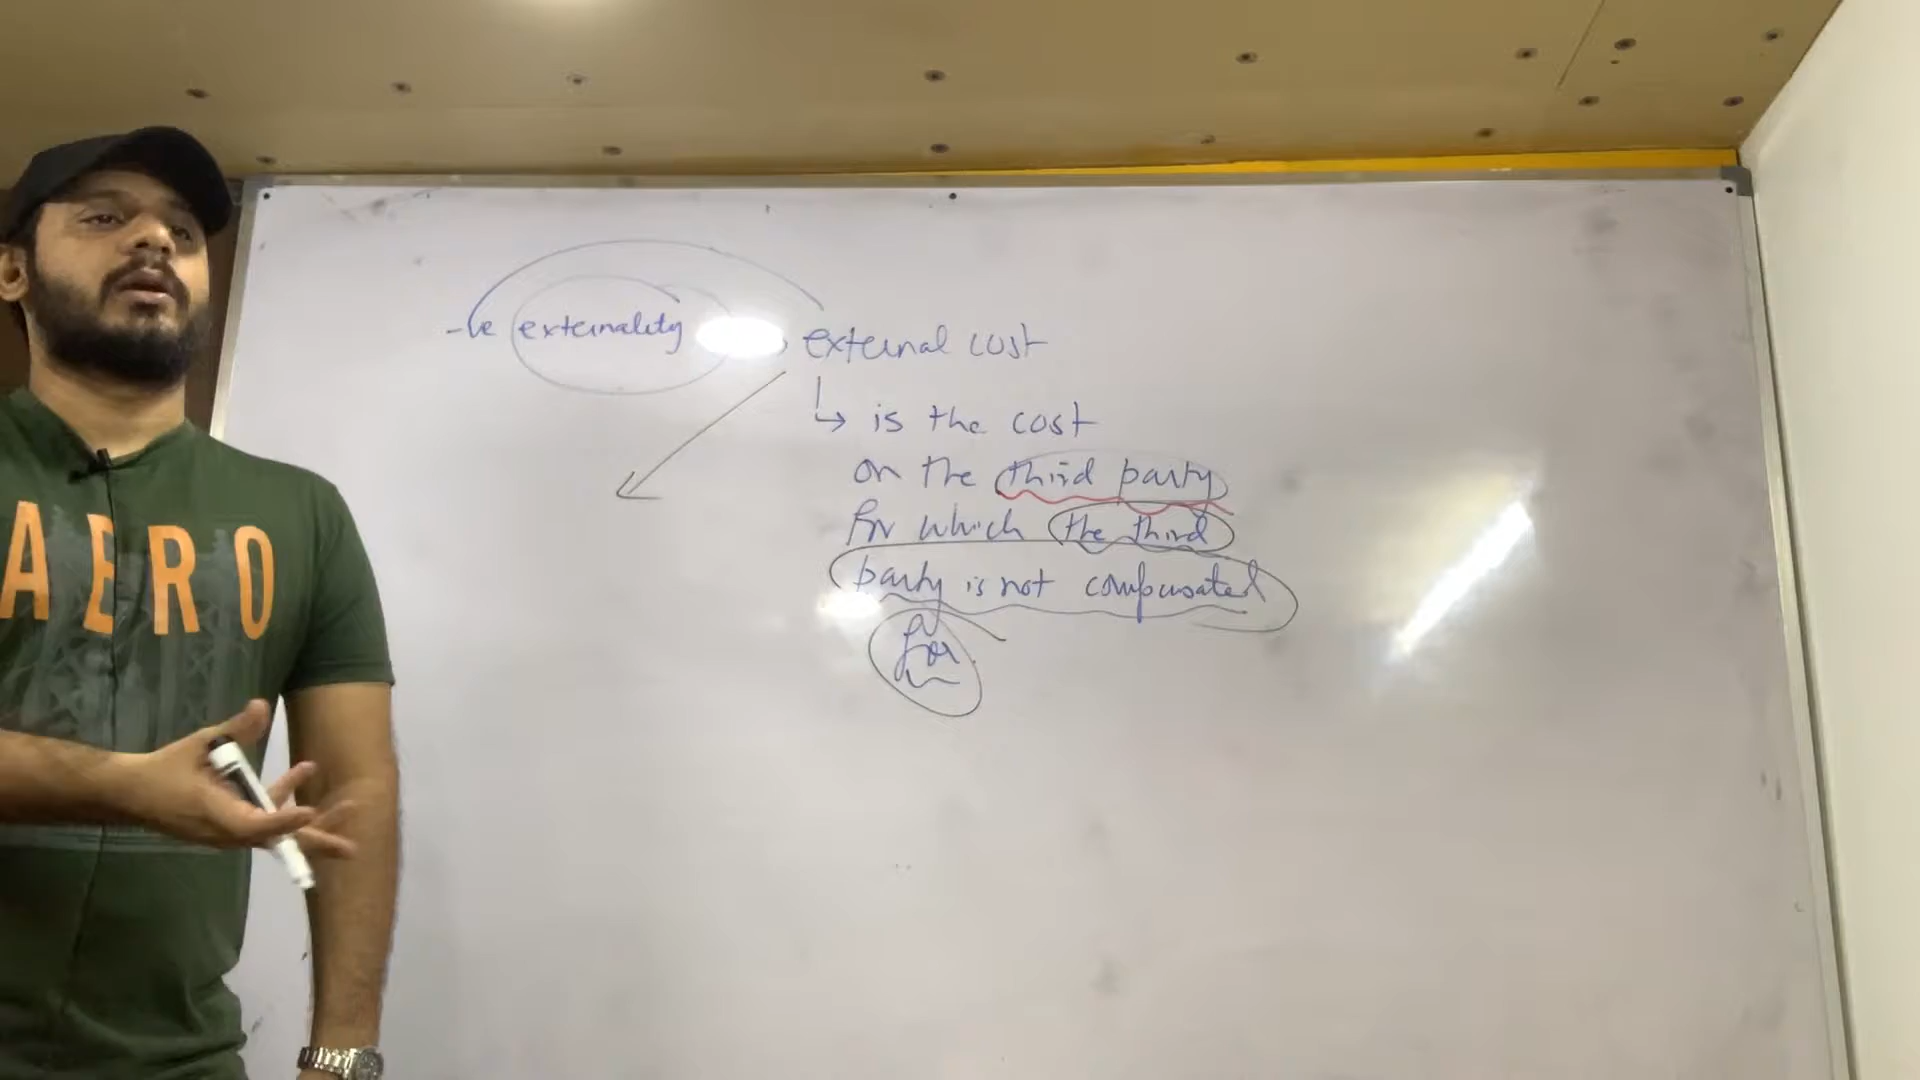 -ve externality external cost
↳ is the cost
on the third party
for which the third
party is not compensated
for
AERO